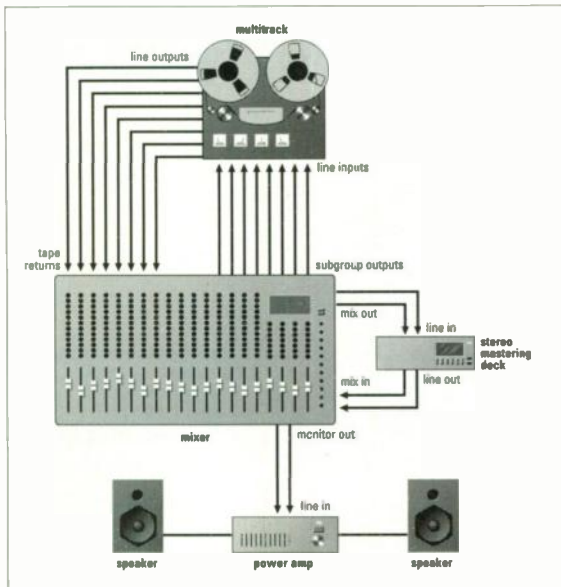 multitrack
line outputs
line inputs
tape
returns
subgroup outputs
mix out
line in
stereo
mastering
deck
mix in
line out
mixer
monitor out
line in
speaker
power amp
speaker